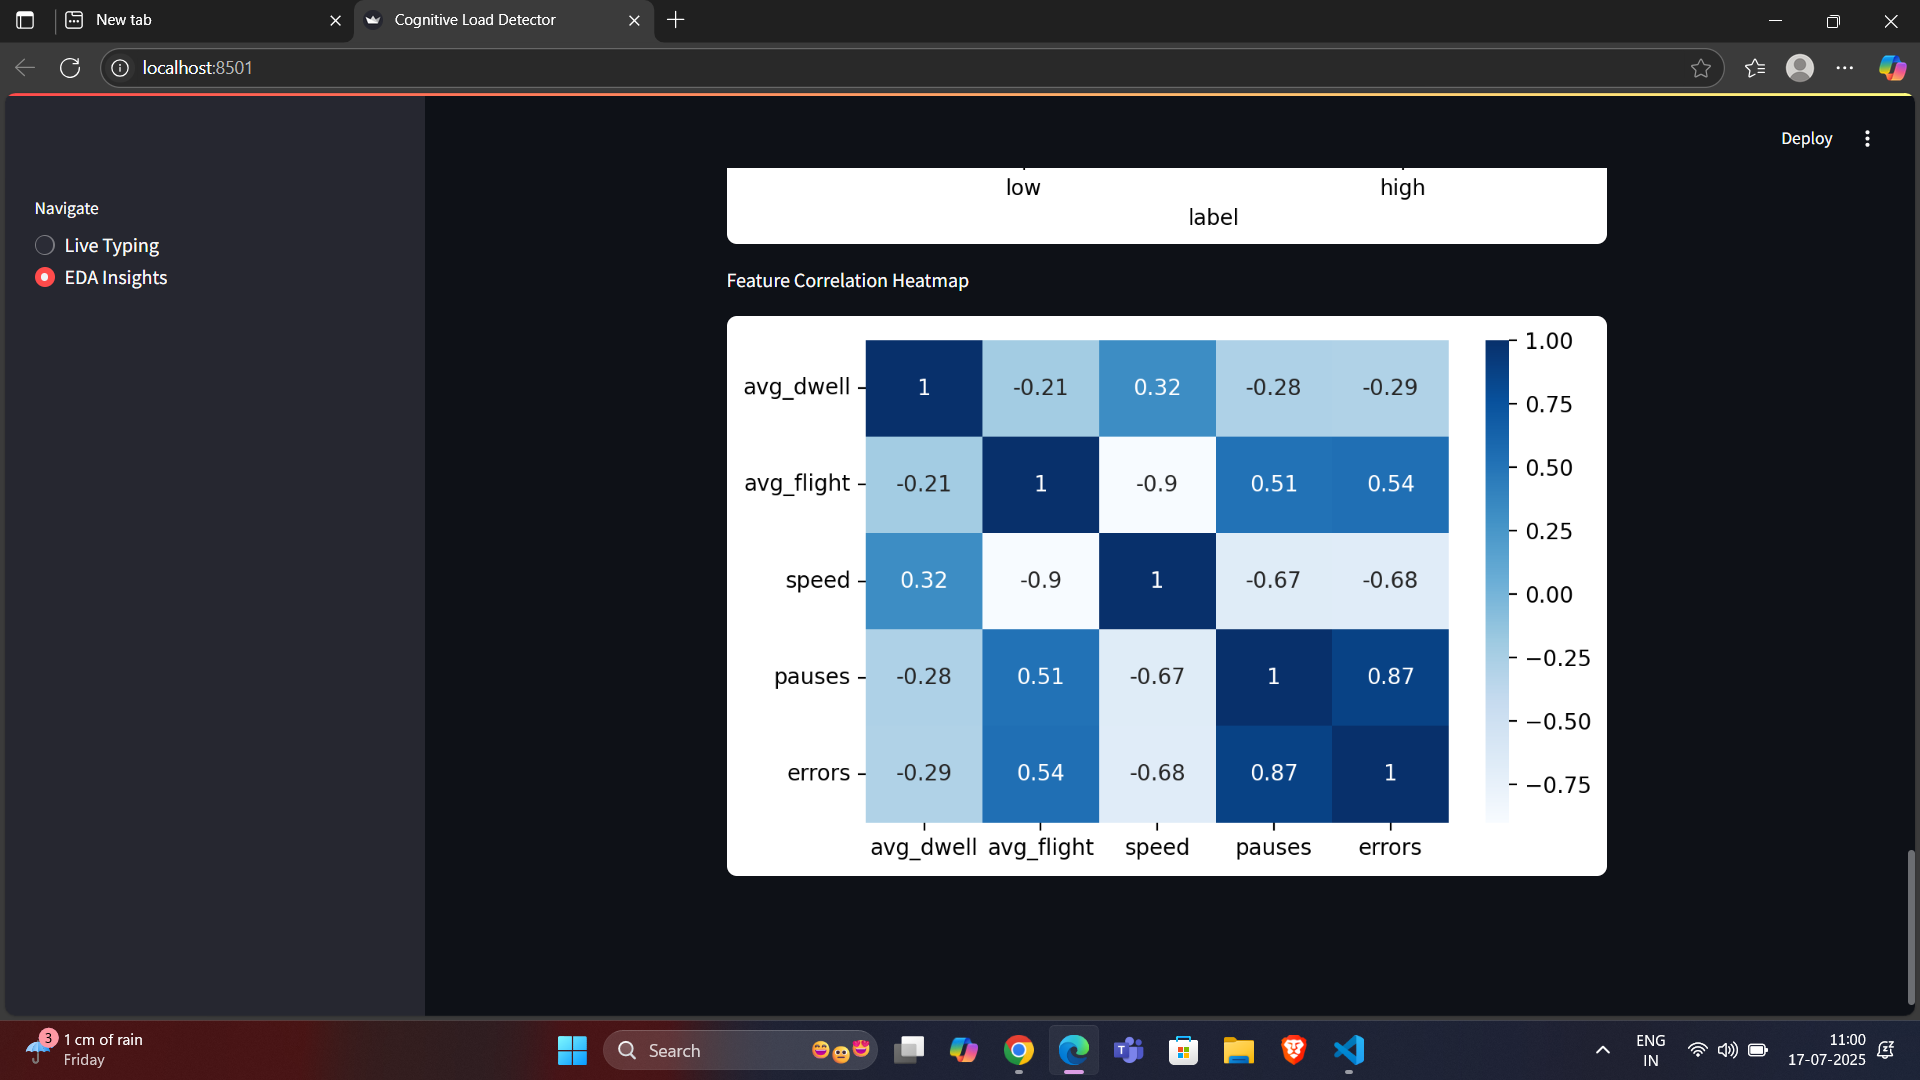 New tab
Cognitive Load Detector
localhost:8501
Deploy
Navigate
Live Typing
EDA Insights
low high
label
Feature Correlation Heatmap
avg_dwell 1 -0.21 0.32 -0.28 -0.29
avg_flight -0.21 1 -0.9 0.51 0.54
speed 0.32 -0.9 1 -0.67 -0.68
pauses -0.28 0.51 -0.67 1 0.87
errors -0.29 0.54 -0.68 0.87 1
avg_dwell avg_flight speed pauses errors
1.00
0.75
0.50
0.25
0.00
−0.25
−0.50
−0.75
3
1 cm of rain
Friday
Search
ENG
IN
11:00
17-07-2025